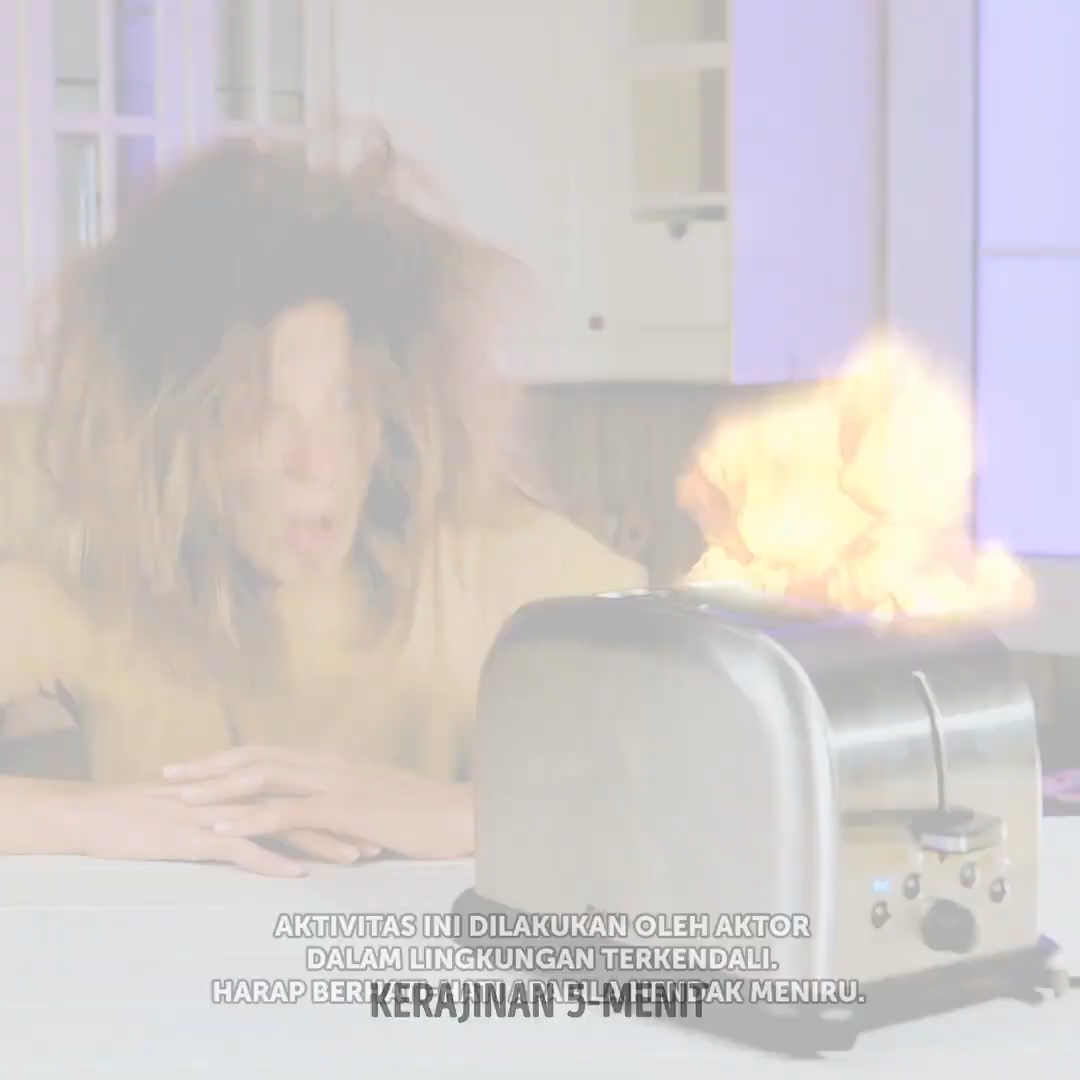 AKTIVITAS INI DILAKUKAN OLEH AKTOR
DALAM LINGKUNGAN TERKENDALI.
HARAP MENIRU.
KERAJINAN 5-MENIT